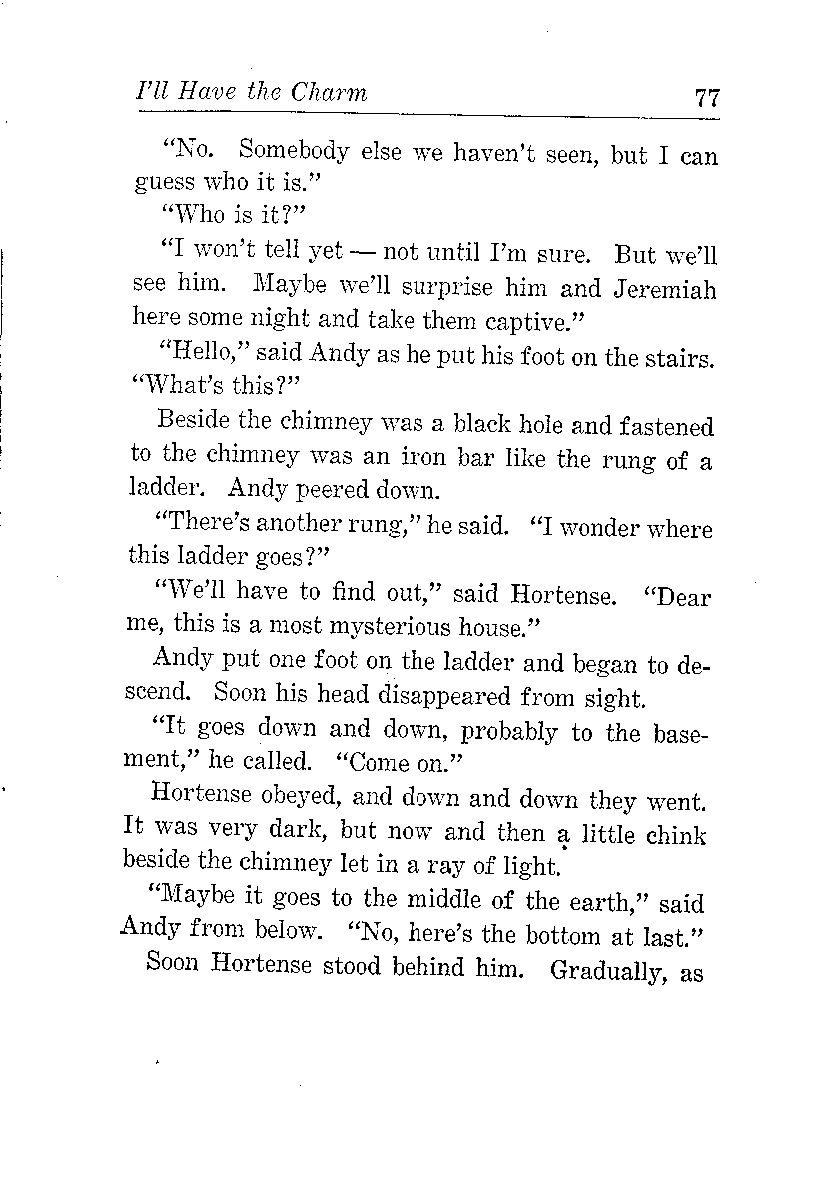 I'll Have the Charm 77
“No. Somebody else we haven't seen, but I can
guess who it is.”
“Who is it?”
“I won't tell yet — not until I'm sure. But we'll
see him. Maybe we'll surprise him and Jeremiah
here some night and take them captive.”
“Hello,” said Andy as he put his foot on the stairs.
“What's this?”
Beside the chimney was a black hole and fastened
to the chimney was an iron bar like the rung of a
ladder. Andy peered down.
“There's another rung,” he said. “I wonder where
this ladder goes?”
“We'll have to find out,” said Hortense. “Dear
me, this is a most mysterious house.”
Andy put one foot on the ladder and began to de-
scend. Soon his head disappeared from sight.
“It goes down and down, probably to the base-
ment,” he called. “Come on.”
Hortense obeyed, and down and down they went.
It was very dark, but now and then a little chink
beside the chimney let in a ray of light.
“Maybe it goes to the middle of the earth,” said
Andy from below. “No, here's the bottom at last.”
Soon Hortense stood behind him. Gradually, as